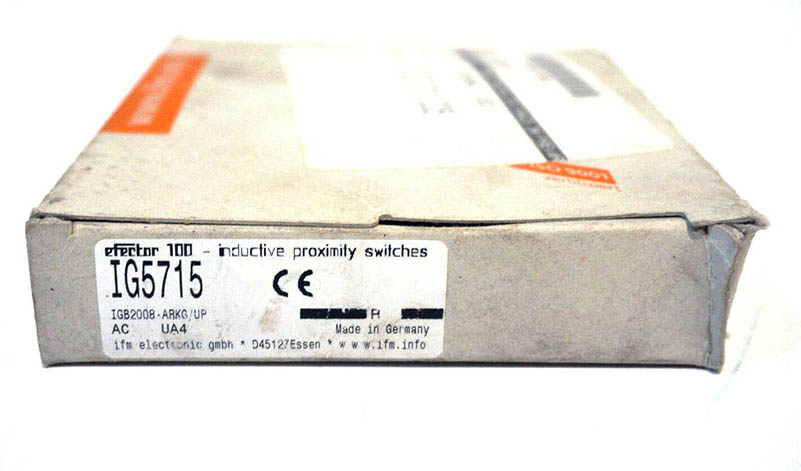 ISO 9001
efector 100 - inductive proximity switches
IG5715 CE
IGB2008-ARKG/UP R
AC UA4 Made in Germany
ifm electronic gmbh * D45127Essen * www.ifm.info